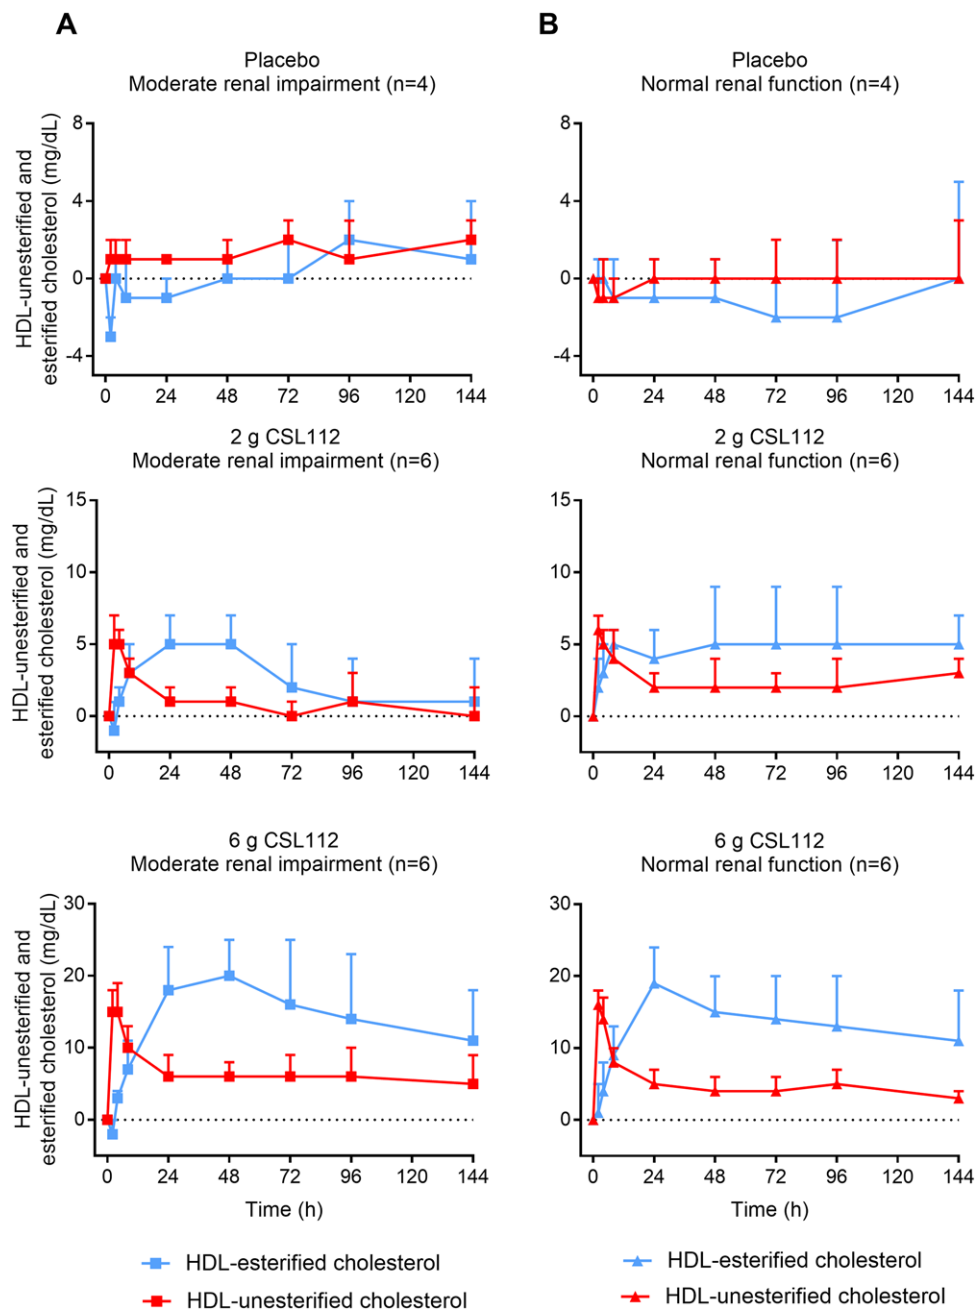 A
B
Placebo
Moderate renal impairment (n=4)
Placebo
Normal renal function (n=4)
HDL-unesterified and
esterified cholesterol (mg/dL)
8
4
0
-4
0 24 48 72 96 120 144
8
4
0
-4
0 24 48 72 96 120 144
2 g CSL112
Moderate renal impairment (n=6)
2 g CSL112
Normal renal function (n=6)
HDL-unesterified and
esterified cholesterol (mg/dL)
15
10
5
0
0 24 48 72 96 120 144
15
10
5
0
0 24 48 72 96 120 144
6 g CSL112
Moderate renal impairment (n=6)
6 g CSL112
Normal renal function (n=6)
HDL-unesterified and
esterified cholesterol (mg/dL)
30
20
10
0
0 24 48 72 96 120 144
Time (h)
30
20
10
0
0 24 48 72 96 120 144
Time (h)
HDL-esterified cholesterol
HDL-unesterified cholesterol
HDL-esterified cholesterol
HDL-unesterified cholesterol